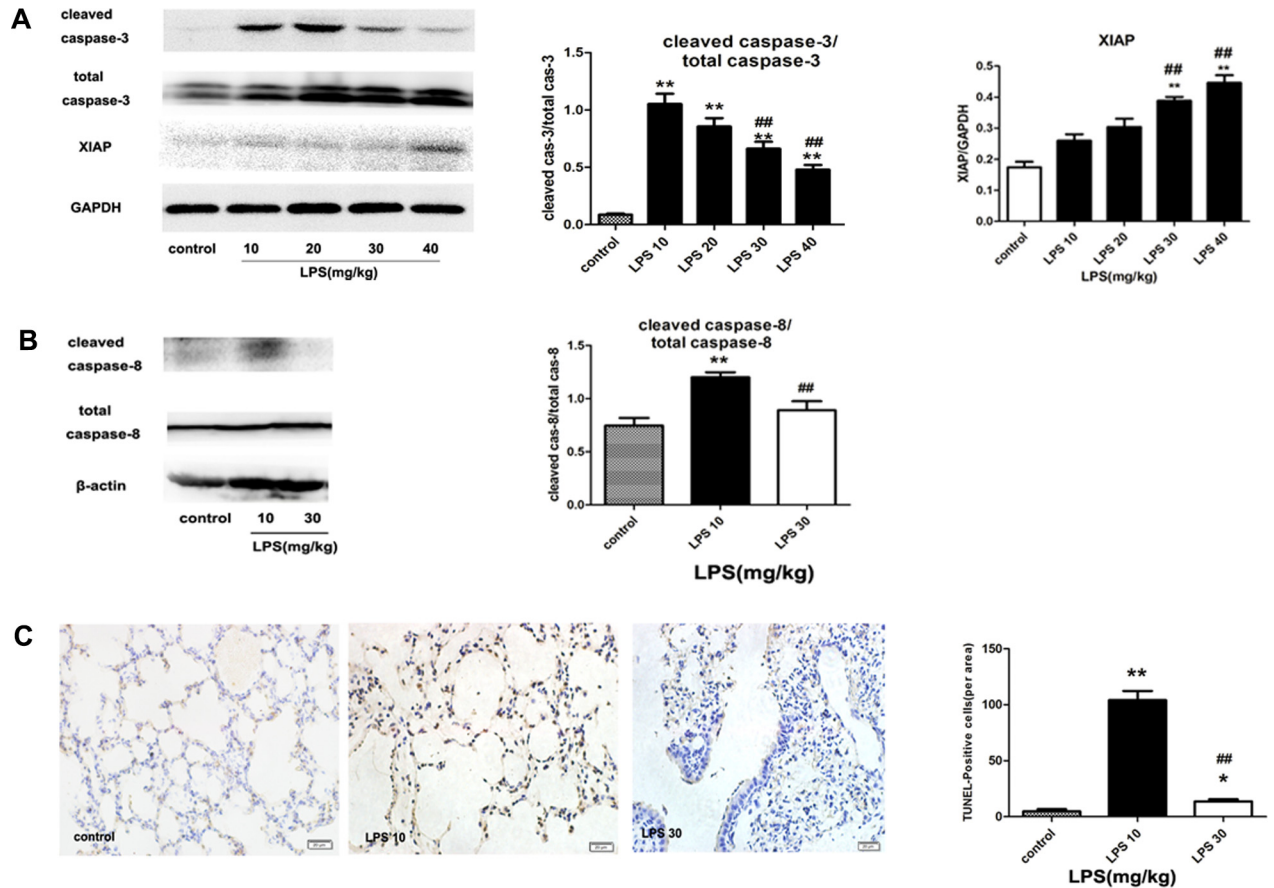 A
cleaved
caspase-3
total
caspase-3
XIAP
GAPDH
control 10 20 30 40
LPS(mg/kg)
cleaved caspase-3/
total caspase-3
cleaved cas-3/total cas-3
1.5
1.0
0.5
0.0
**
**
##
**
##
**
control LPS 10 LPS 20 LPS 30 LPS 40
XIAP
XIAP/GAPDH
0.5
0.4
0.3
0.2
0.1
0.0
##
**
##
**
control LPS 10 LPS 20 LPS 30 LPS 40
LPS(mg/kg)
B
cleaved
caspase-8
total
caspase-8
β-actin
control 10 30
LPS(mg/kg)
cleaved caspase-8/
total caspase-8
cleaved cas-8/total cas-8
1.5
1.0
0.5
0.0
**
##
control LPS 10 LPS 30
LPS(mg/kg)
C
control
20 μm
LPS 10
20 μm
LPS 30
20 μm
TUNEL-Positive cells(per area)
150
100
50
0
**
##
*
control LPS 10 LPS 30
LPS(mg/kg)